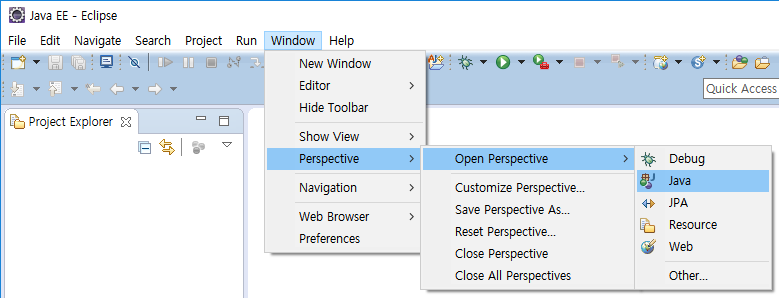 Java EE - Eclipse
File Edit Navigate Search Project Run Window Help
Quick Access
Project Explorer
New Window
Editor
Hide Toolbar
Show View
Perspective
Navigation
Web Browser
Preferences
Open Perspective
Customize Perspective...
Save Perspective As...
Reset Perspective...
Close Perspective
Close All Perspectives
Debug
Java
JPA
Resource
Web
Other...